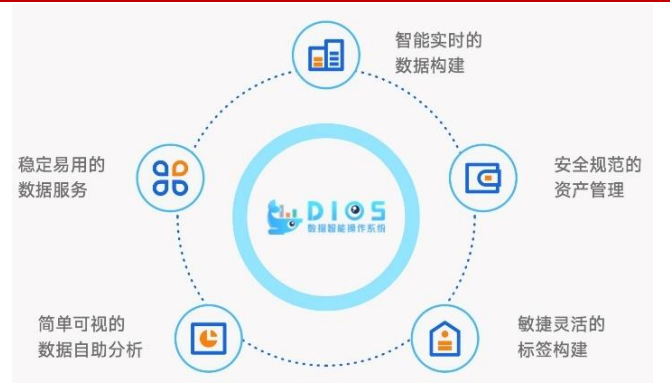 智能实时的
数据构建
稳定易用的
数据服务
安全规范的
资产管理
DIOS
数据智能操作系统
简单可视的
数据自助分析
敏捷灵活的
标签构建